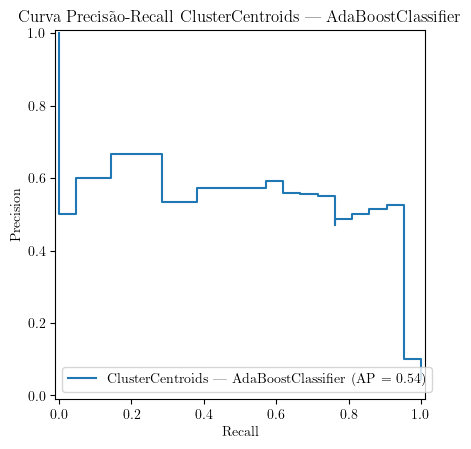 Curva Precisão-Recall ClusterCentroids — AdaBoostClassifier
1.0
0.8
0.6
0.4
0.2
0.0
Precision
ClusterCentroids — AdaBoostClassifier (AP = 0.54)
0.0 0.2 0.4 0.6 0.8 1.0
Recall